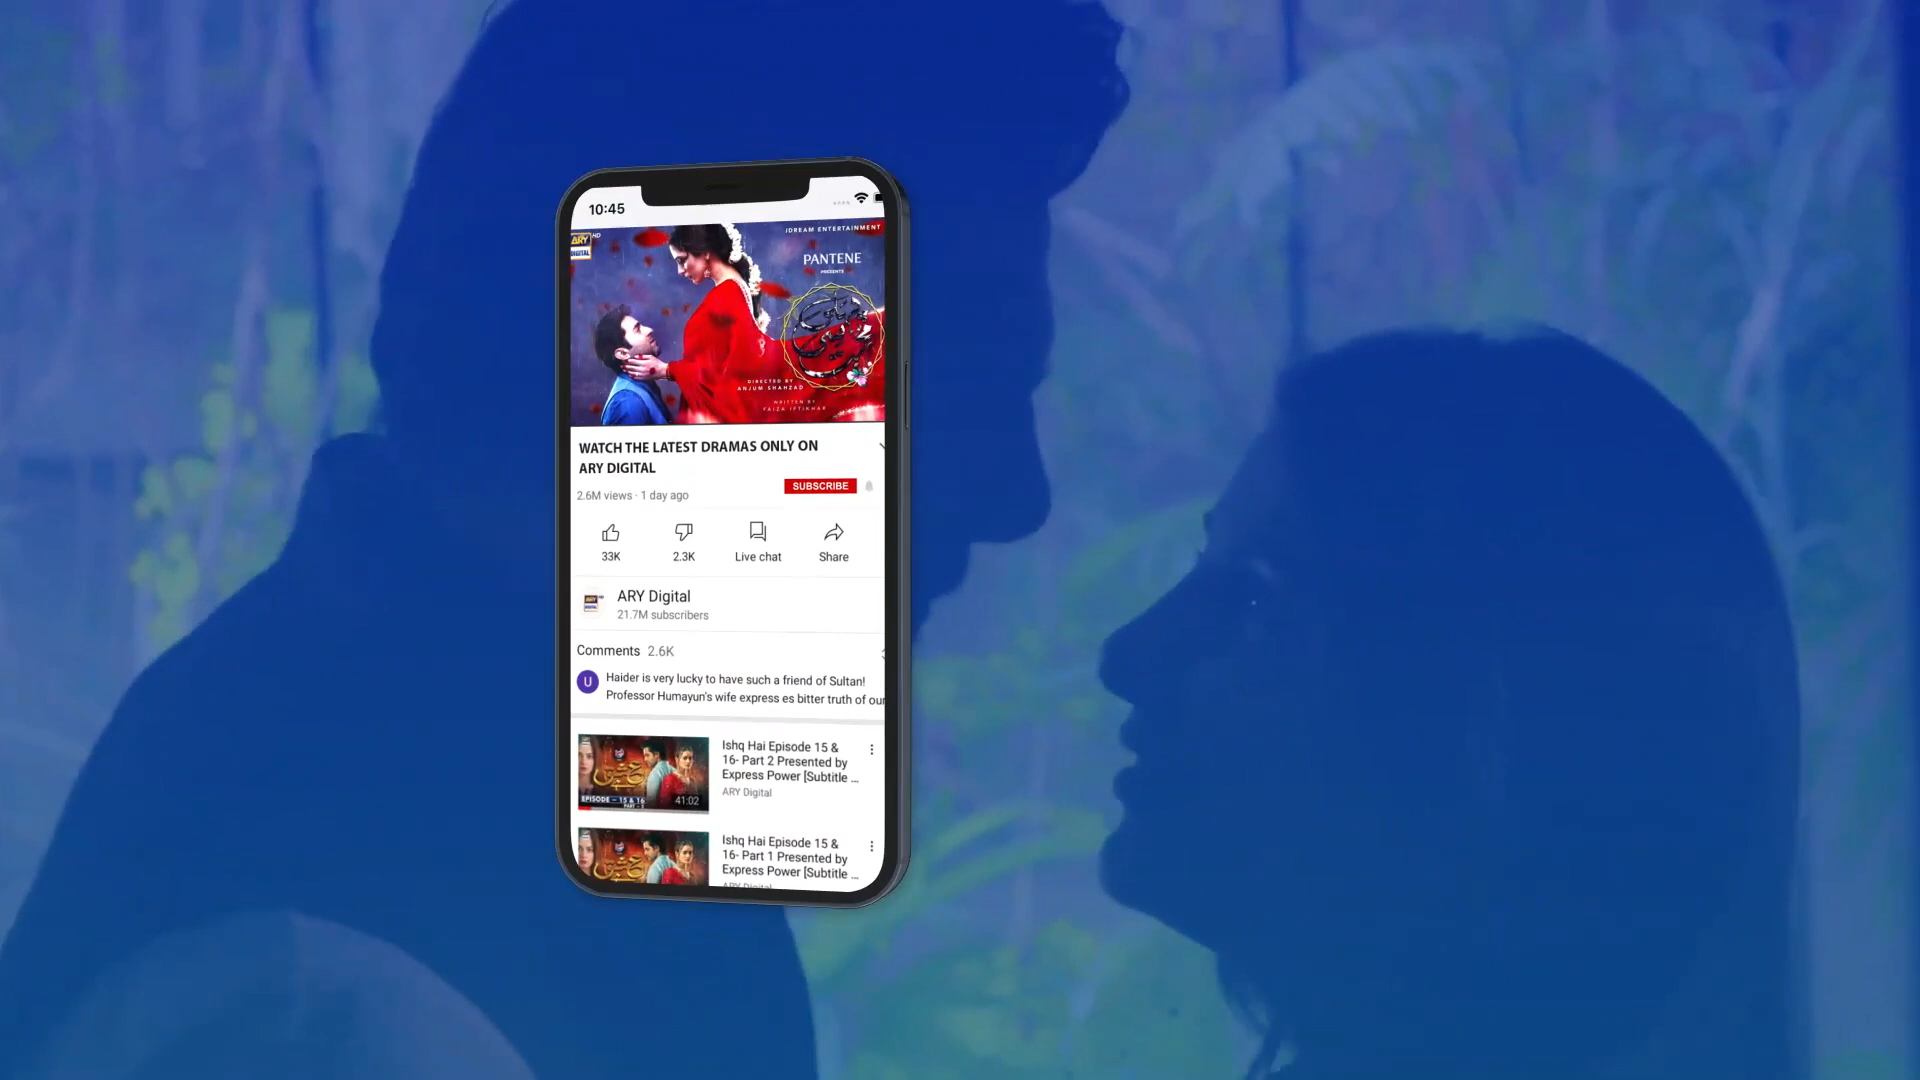 10:45
ARY
HD
DIGITAL
JDREAM ENTERTAINMENT
PANTENE
PRESENTS
DIRECTED BY
ANJUM SHAHZAD
WRITTEN BY
FAIZA IFTIKHAR
WATCH THE LATEST DRAMAS ONLY ON
ARY DIGITAL
2.6M views · 1 day ago
SUBSCRIBE
33K
2.3K
Live chat
Share
ARY Digital
21.7M subscribers
Comments 2.6K
U
Haider is very lucky to have such a friend of Sultan!
Professor Humayun's wife express es bitter truth of our
Ishq Hai Episode 15 &
16- Part 2 Presented by
Express Power [Subtitle ...
ARY Digital
EPISODE – 15 & 16
41:02
Ishq Hai Episode 15 &
16- Part 1 Presented by
Express Power [Subtitle ...
ARY Digital